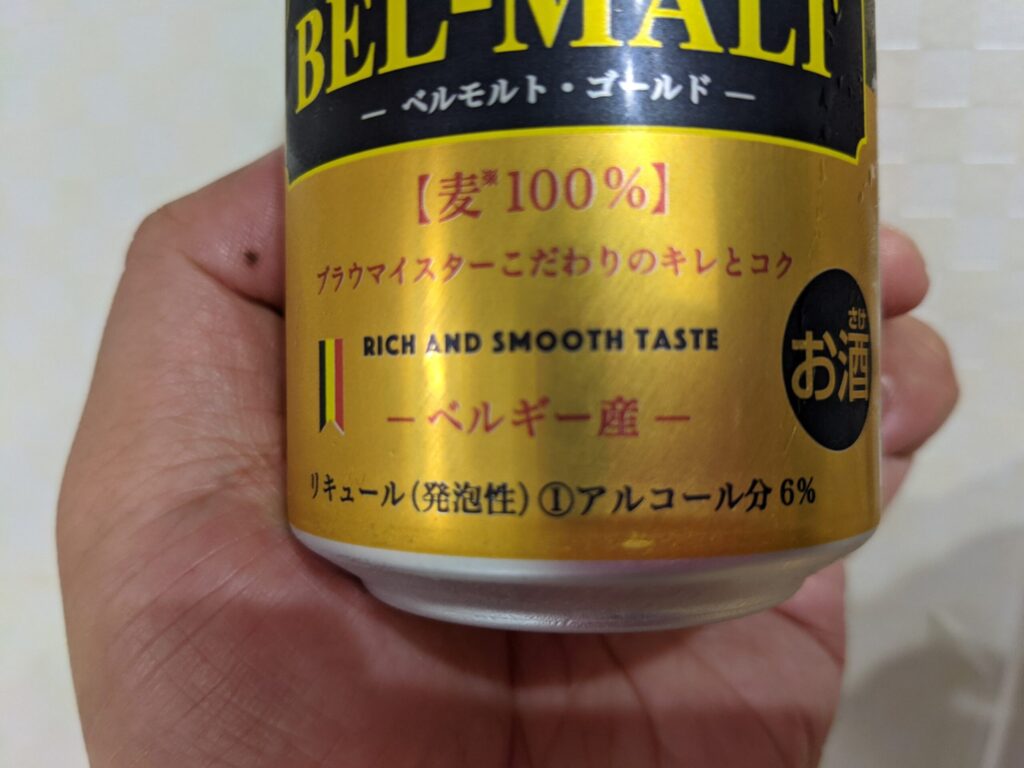 BEL-MALT
― ベルモルト・ゴールド ―
【麦※100%】
ブラウマイスターこだわりのキレとコク
RICH AND SMOOTH TASTE
― ベルギー産 ―
さけ
お酒
リキュール(発泡性)①アルコール分6%